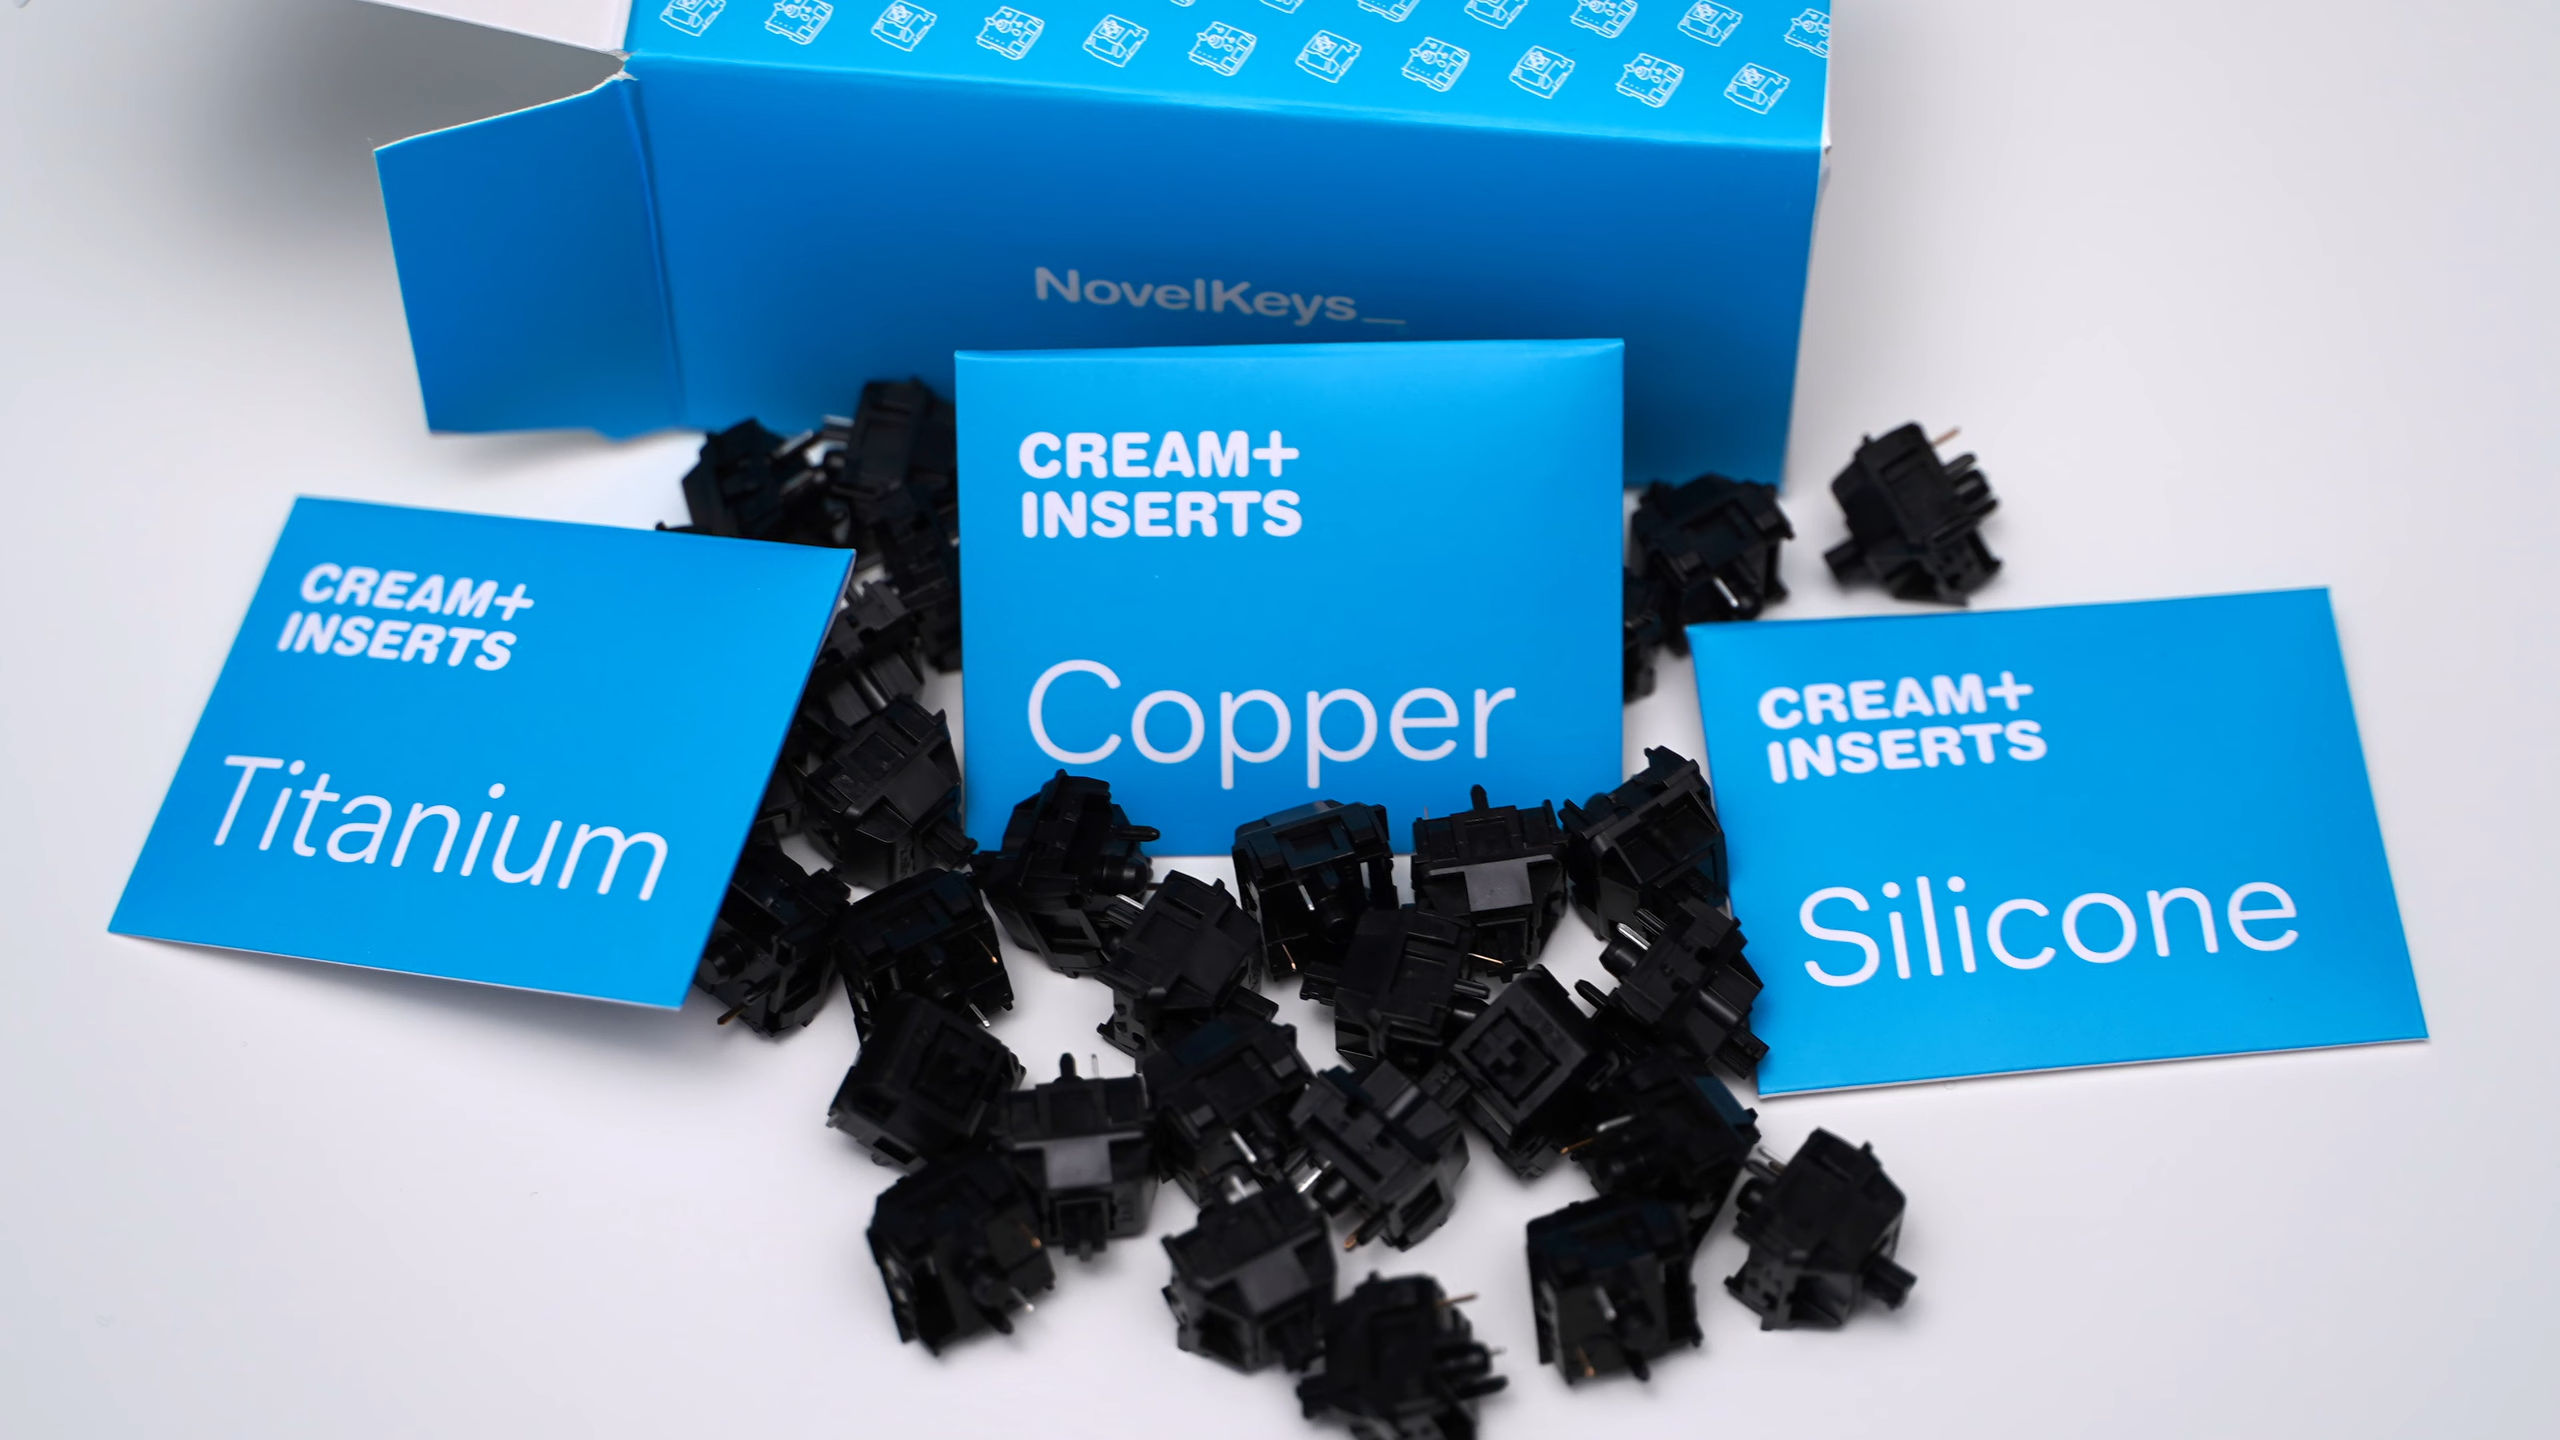 NovelKeys_
CREAM+
INSERTS
Titanium
CREAM+
INSERTS
Copper
CREAM+
INSERTS
Silicone